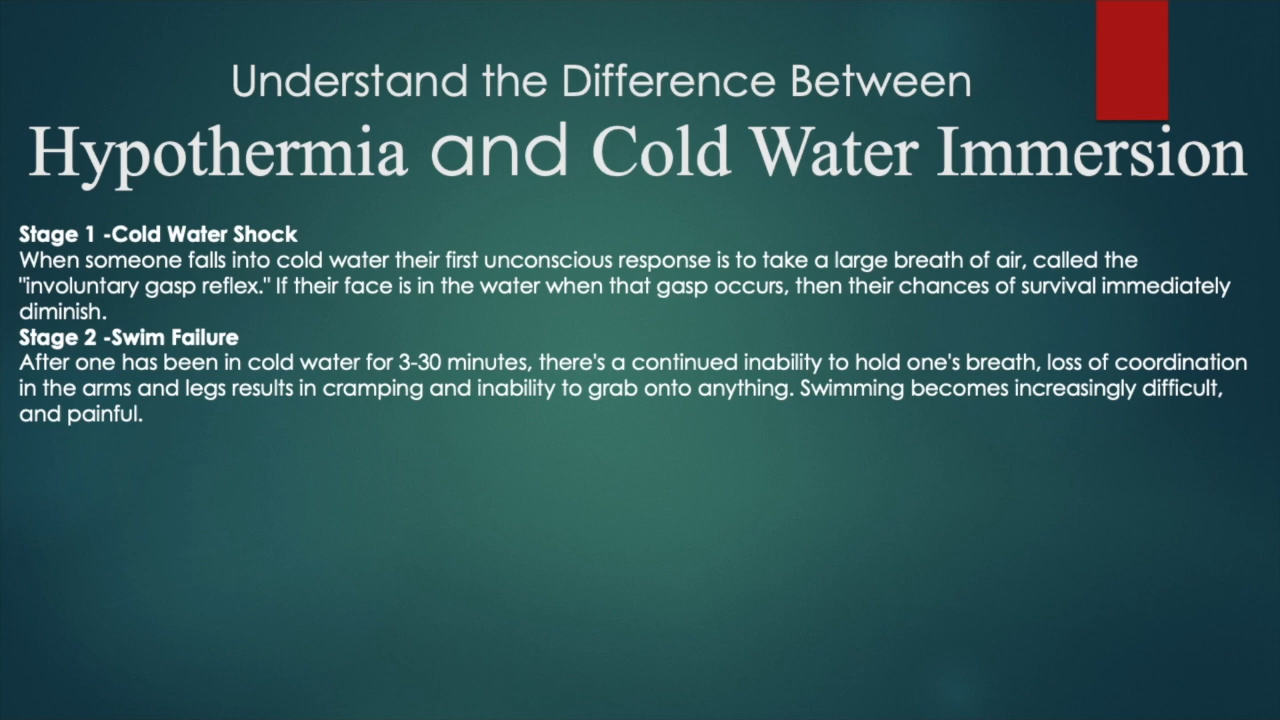 Understand the Difference Between
Hypothermia and Cold Water Immersion
Stage 1 -Cold Water Shock
When someone falls into cold water their first unconscious response is to take a large breath of air, called the
"involuntary gasp reflex." If their face is in the water when that gasp occurs, then their chances of survival immediately
diminish.
Stage 2 -Swim Failure
After one has been in cold water for 3-30 minutes, there's a continued inability to hold one's breath, loss of coordination
in the arms and legs results in cramping and inability to grab onto anything. Swimming becomes increasingly difficult,
and painful.